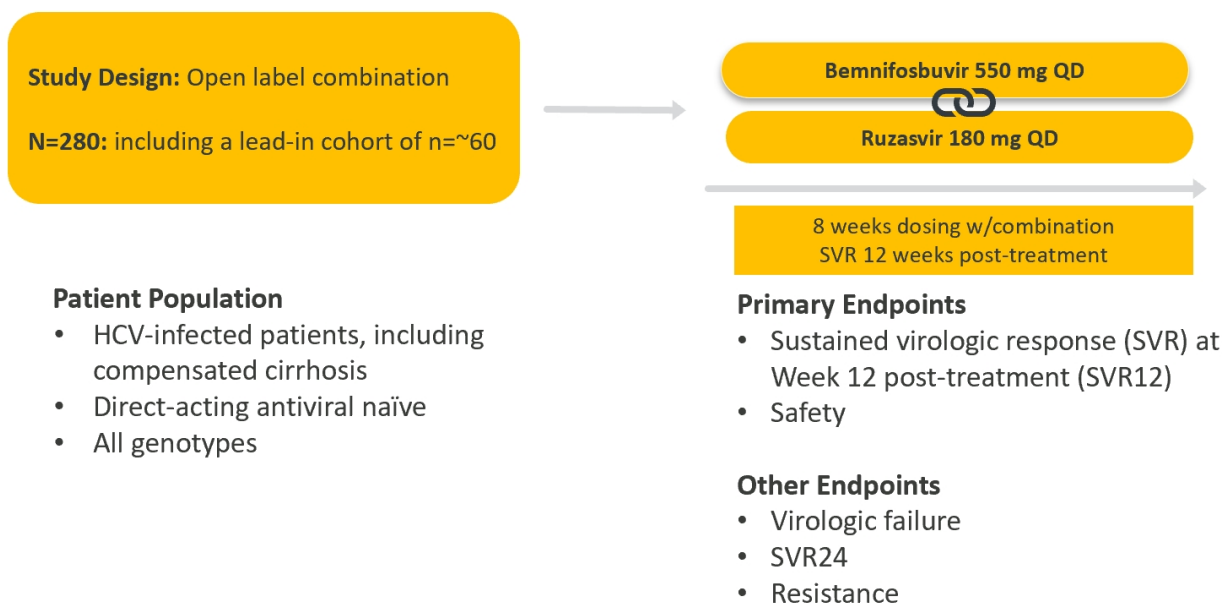 Study Design: Open label combination
N=280: including a lead-in cohort of n=~60
Bemnifosbuvir 550 mg QD
Ruzasvir 180 mg QD
8 weeks dosing w/combination
SVR 12 weeks post-treatment
Patient Population
• HCV-infected patients, including
compensated cirrhosis
• Direct-acting antiviral naïve
• All genotypes
Primary Endpoints
• Sustained virologic response (SVR) at
Week 12 post-treatment (SVR12)
• Safety
Other Endpoints
• Virologic failure
• SVR24
• Resistance